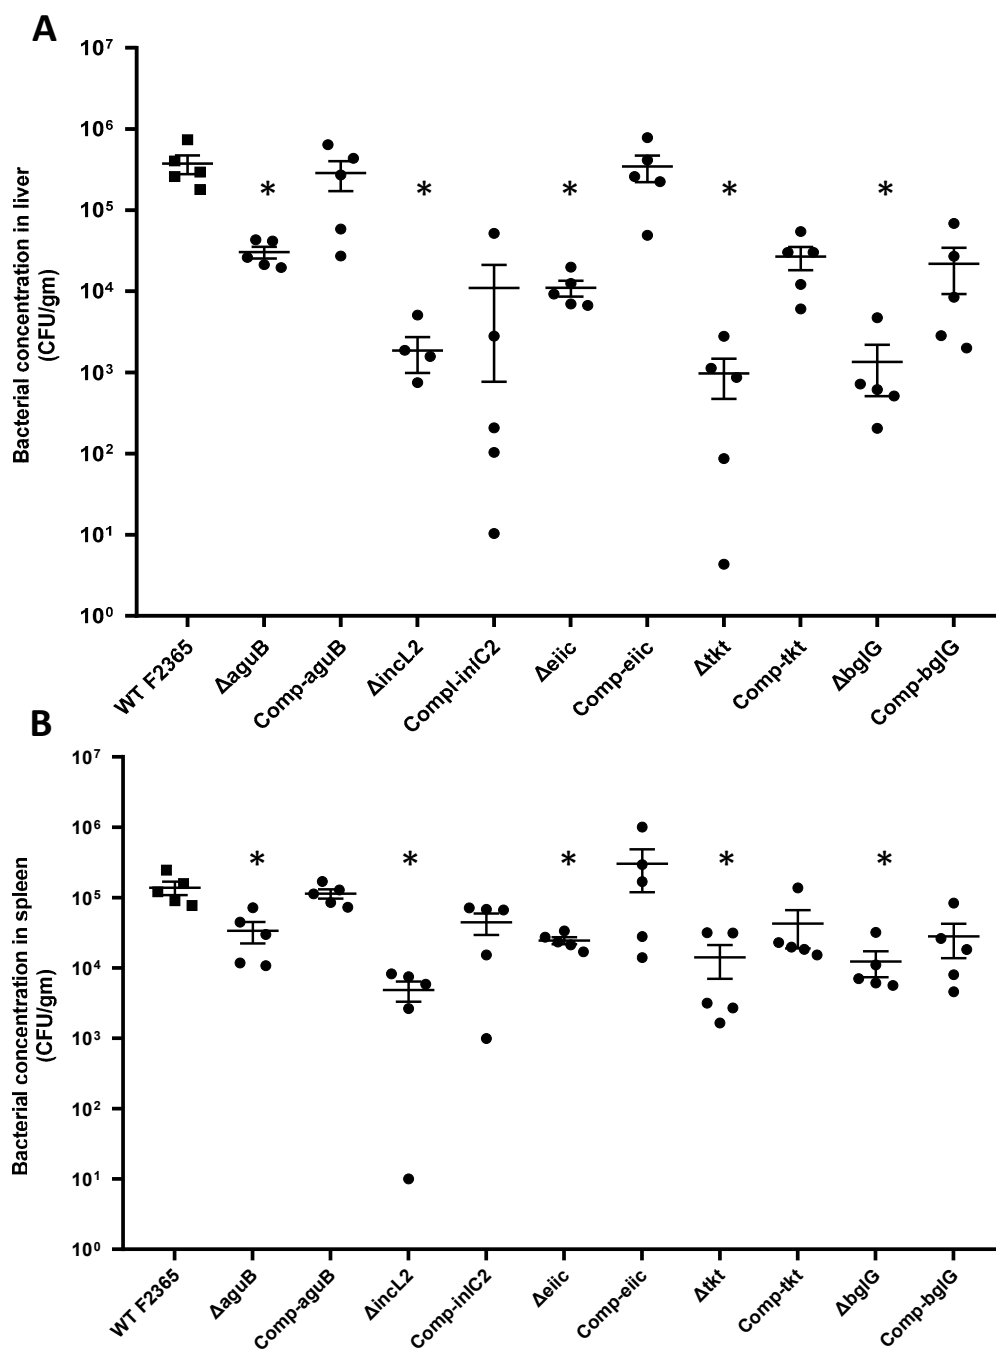 A
10⁷
10⁶
10⁵
10⁴
10³
10²
10¹
10⁰
Bacterial concentration in liver
(CFU/gm)
* * * * *
WT F2365
ΔaguB
Comp-aguB
ΔincL2
Compl-inlC2
Δeiic
Comp-eiic
Δtkt
Comp-tkt
ΔbglG
Comp-bglG
B
10⁷
10⁶
10⁵
10⁴
10³
10²
10¹
10⁰
Bacterial concentration in spleen
(CFU/gm)
* * * * *
WT F2365
ΔaguB
Comp-aguB
ΔincL2
Comp-inlC2
Δeiic
Comp-eiic
Δtkt
Comp-tkt
ΔbglG
Comp-bglG